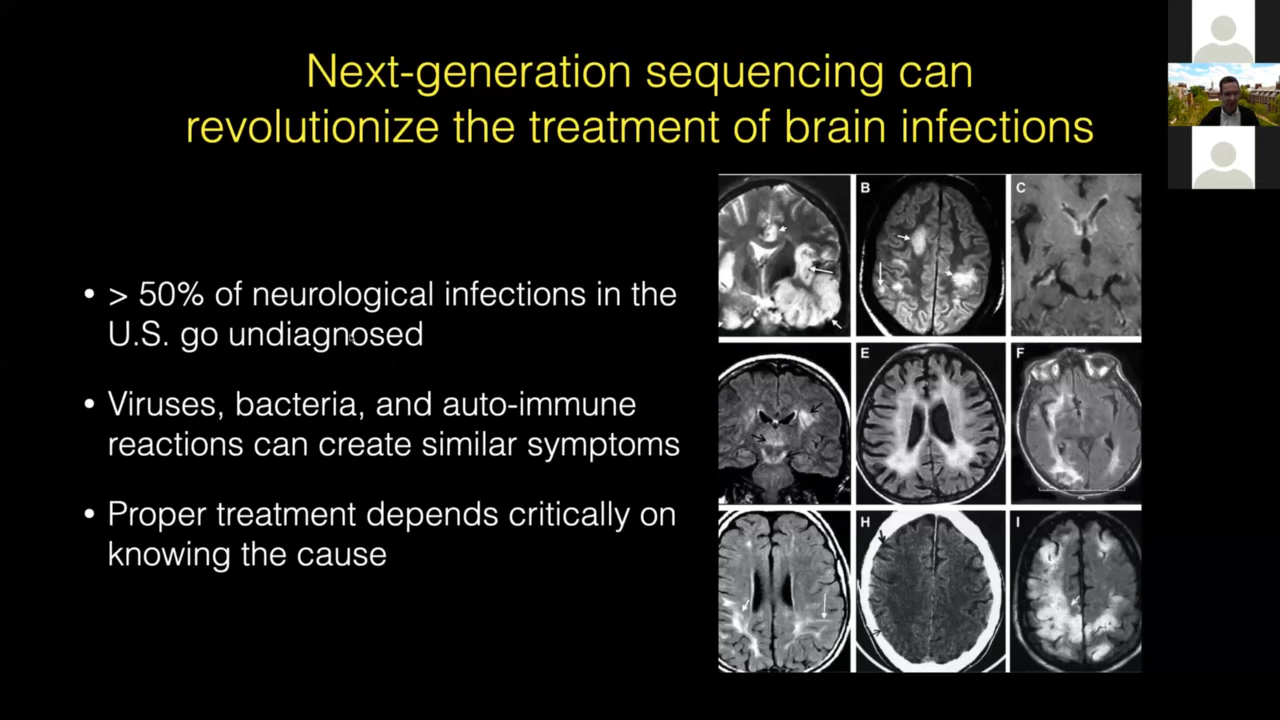 Next-generation sequencing can
revolutionize the treatment of brain infections
• > 50% of neurological infections in the
U.S. go undiagnosed
• Viruses, bacteria, and auto-immune
reactions can create similar symptoms
• Proper treatment depends critically on
knowing the cause
B
C
E
F
H
I